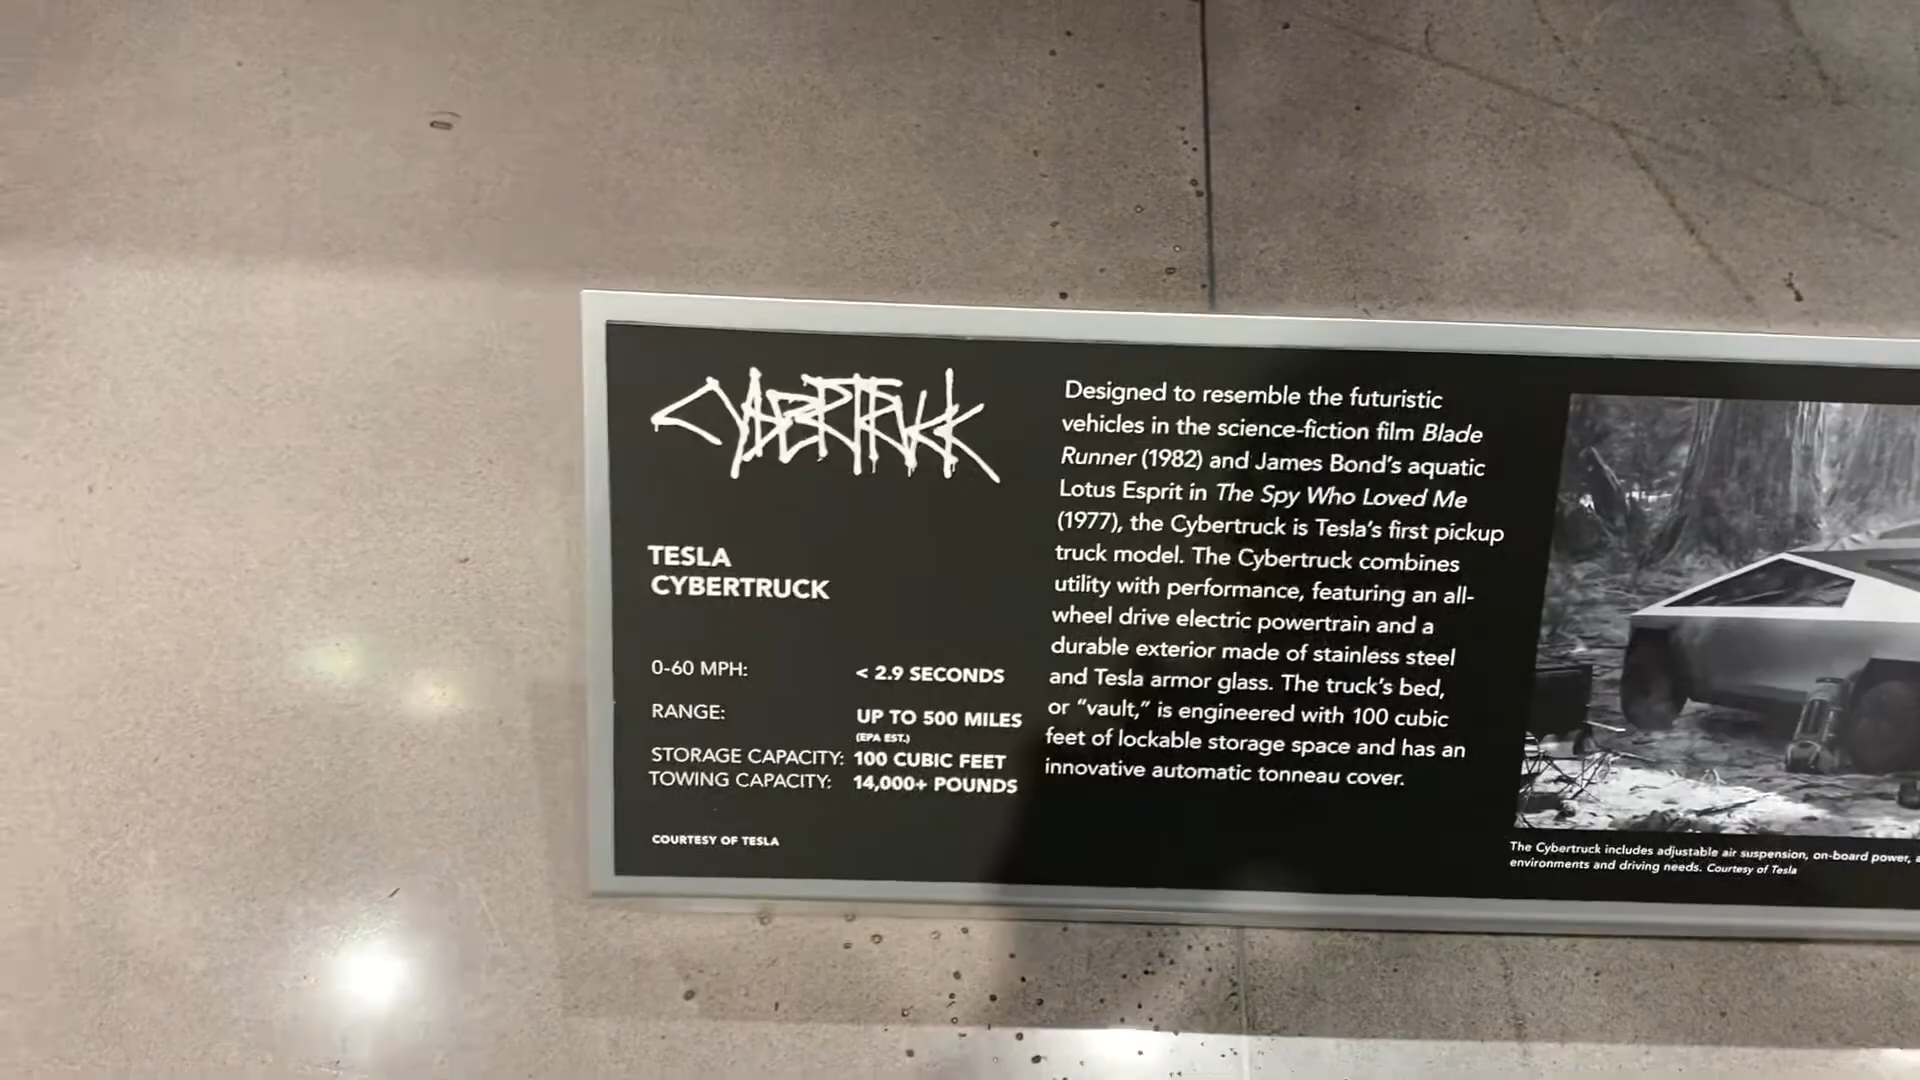 CYBERTRUCK
TESLA
CYBERTRUCK
0-60 MPH: < 2.9 SECONDS
RANGE: UP TO 500 MILES
(EPA EST.)
STORAGE CAPACITY: 100 CUBIC FEET
TOWING CAPACITY: 14,000+ POUNDS
COURTESY OF TESLA
Designed to resemble the futuristic
vehicles in the science-fiction film Blade
Runner (1982) and James Bond's aquatic
Lotus Esprit in The Spy Who Loved Me
(1977), the Cybertruck is Tesla's first pickup
truck model. The Cybertruck combines
utility with performance, featuring an all-
wheel drive electric powertrain and a
durable exterior made of stainless steel
and Tesla armor glass. The truck's bed,
or “vault,” is engineered with 100 cubic
feet of lockable storage space and has an
innovative automatic tonneau cover.
The Cybertruck includes adjustable air suspension, on-board power,
environments and driving needs. Courtesy of Tesla